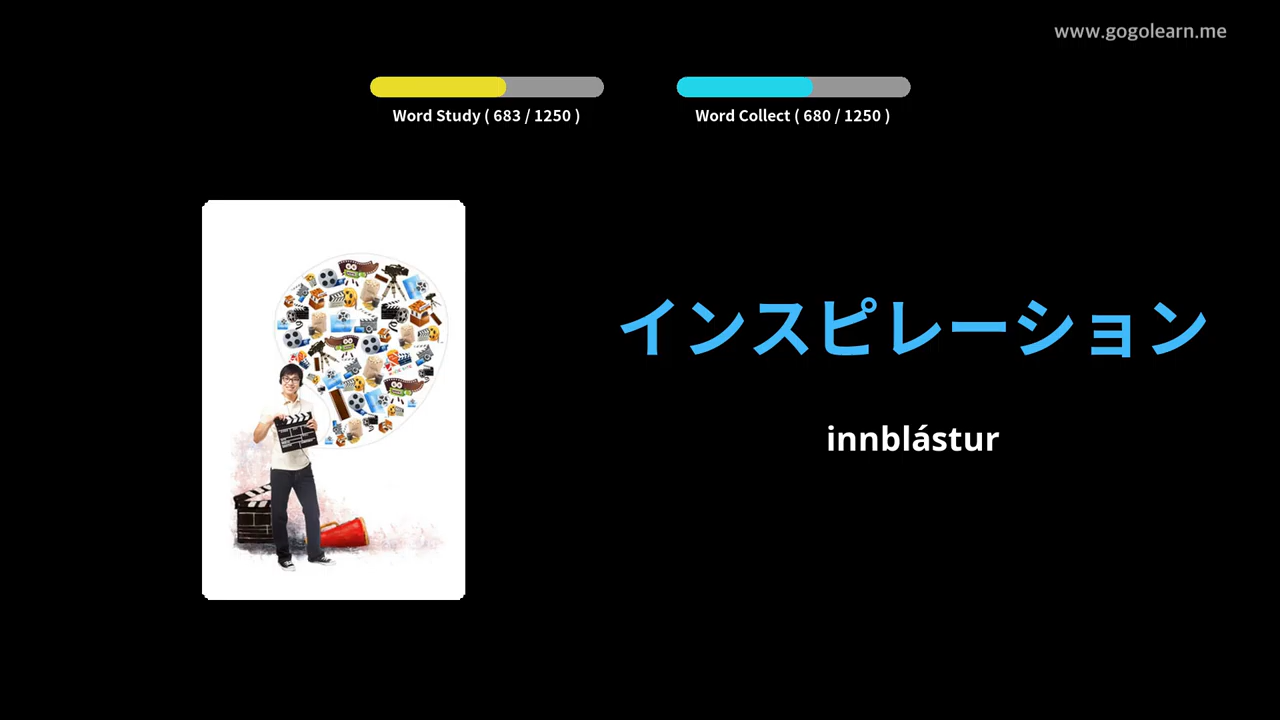 www.gogolearn.me
Word Study ( 683 / 1250 )
Word Collect ( 680 / 1250 )
インスピレーション
innblástur